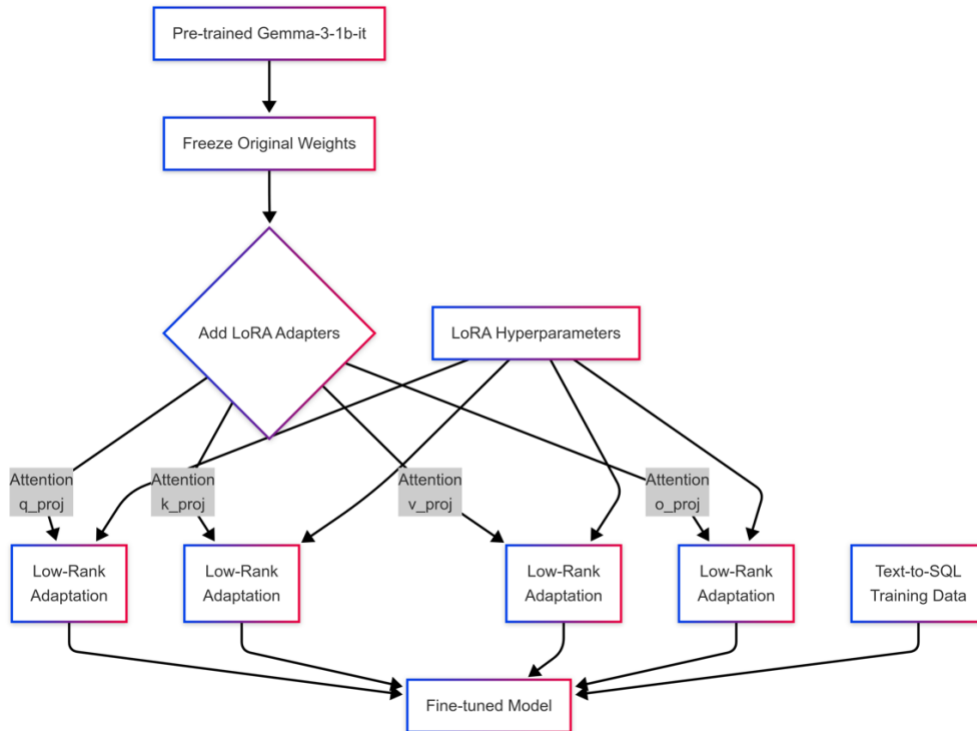 Pre-trained Gemma-3-1b-it
Freeze Original Weights
Add LoRA Adapters
LoRA Hyperparameters
Attention
q_proj
Attention
k_proj
Attention
v_proj
Attention
o_proj
Low-Rank
Adaptation
Low-Rank
Adaptation
Low-Rank
Adaptation
Low-Rank
Adaptation
Text-to-SQL
Training Data
Fine-tuned Model